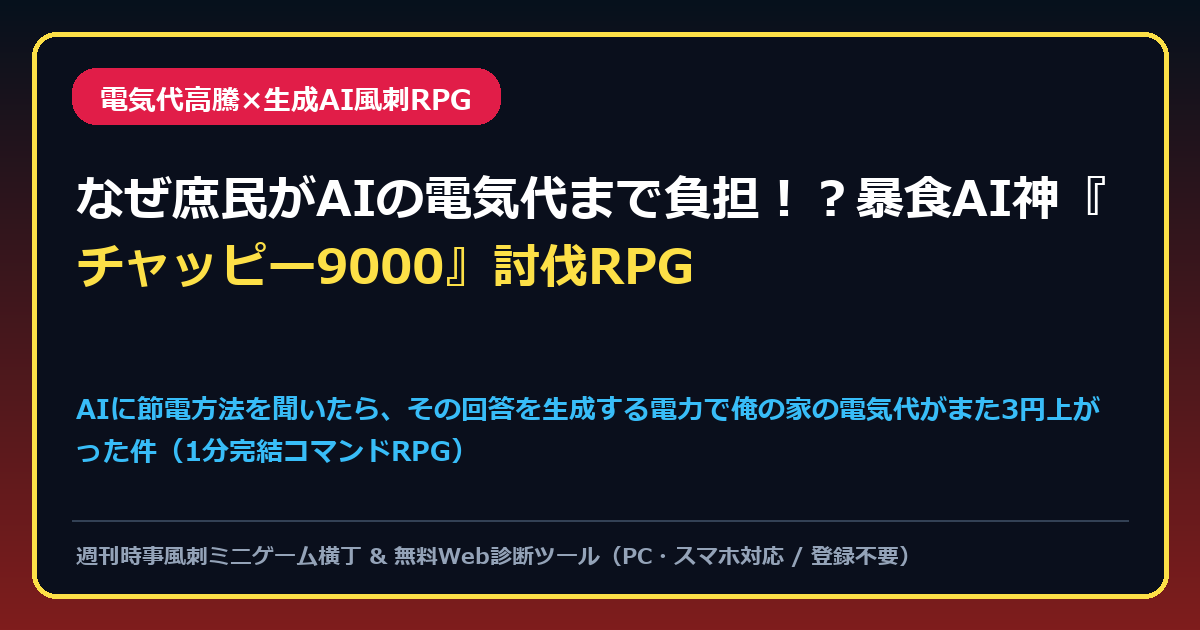 電気代高騰×生成AI風刺RPG
なぜ庶民がAIの電気代まで負担！？暴食AI神『
チャッピー9000』討伐RPG
AIに節電方法を聞いたら、その回答を生成する電力で俺の家の電気代がまた3円上が
った件（1分完結コマンドRPG）
週刊時事風刺ミニゲーム横丁 & 無料Web診断ツール（PC・スマホ対応 / 登録不要）